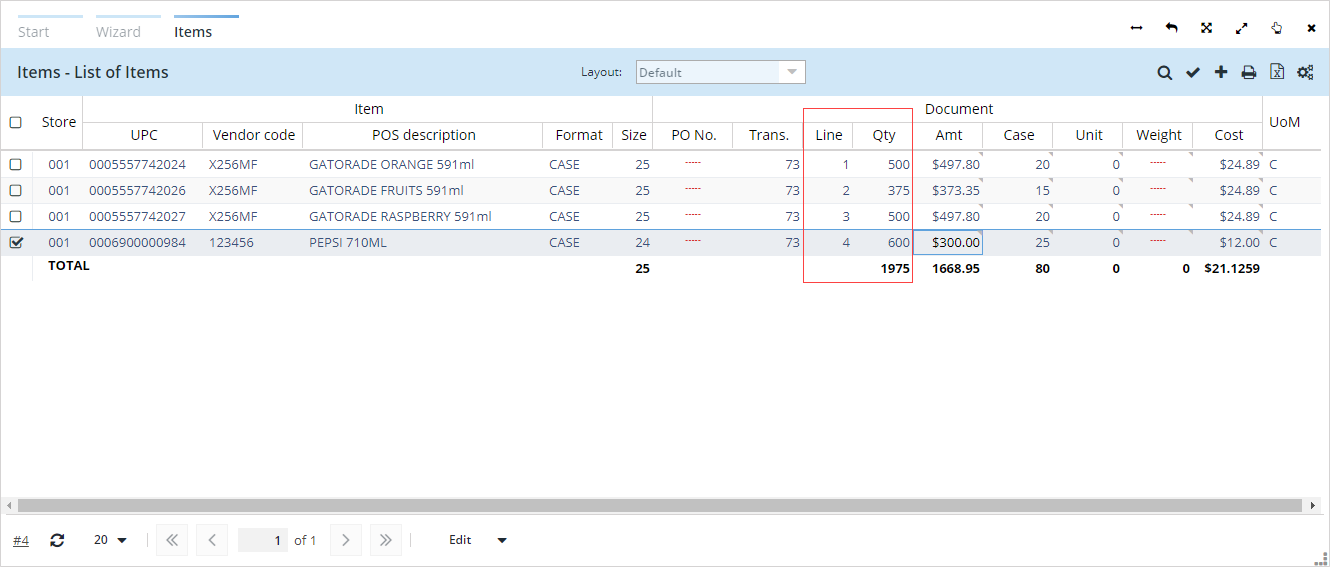 Start Wizard Items
Items - List of Items Layout: Default
Item Document
Store UoM
UPC Vendor code POS description Format Size PO No. Trans. Line Qty Amt Case Unit Weight Cost
001 0005557742024 X256MF GATORADE ORANGE 591ml CASE 25 ----- 73 1 500 $497.80 20 0 ----- $24.89 C
001 0005557742026 X256MF GATORADE FRUITS 591ml CASE 25 ----- 73 2 375 $373.35 15 0 ----- $24.89 C
001 0005557742027 X256MF GATORADE RASPBERRY 591ml CASE 25 ----- 73 3 500 $497.80 20 0 ----- $24.89 C
001 0006900000984 123456 PEPSI 710ML CASE 24 ----- 73 4 600 $300.00 25 0 ----- $12.00 C
TOTAL 25 1975 1668.95 80 0 0 $21.1259
#4 20 1 of 1 Edit